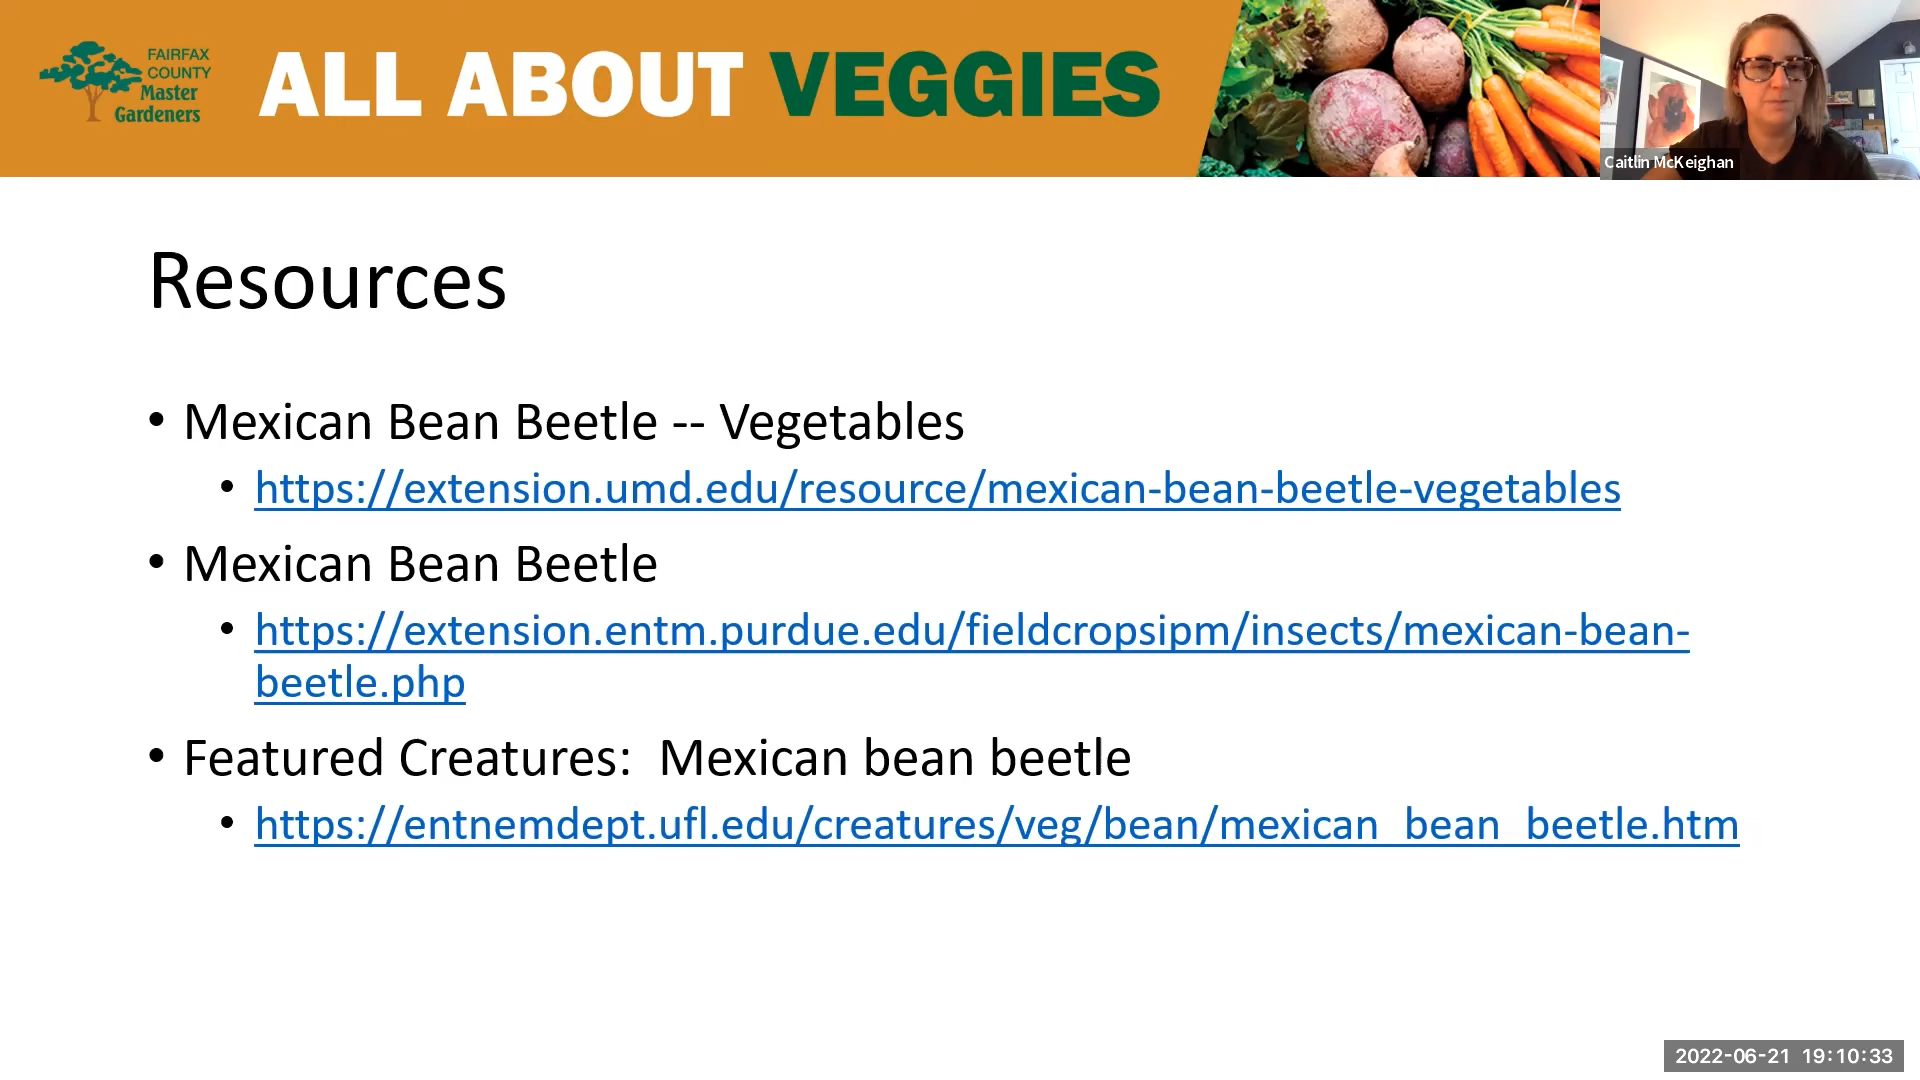 FAIRFAX
COUNTY
Master
Gardeners
ALL ABOUT VEGGIES
Caitlin McKeighan
Resources
• Mexican Bean Beetle -- Vegetables
• https://extension.umd.edu/resource/mexican-bean-beetle-vegetables
• Mexican Bean Beetle
• https://extension.entm.purdue.edu/fieldcropsipm/insects/mexican-bean-
beetle.php
• Featured Creatures:  Mexican bean beetle
• https://entnemdept.ufl.edu/creatures/veg/bean/mexican_bean_beetle.htm
2022-06-21 19:10:33